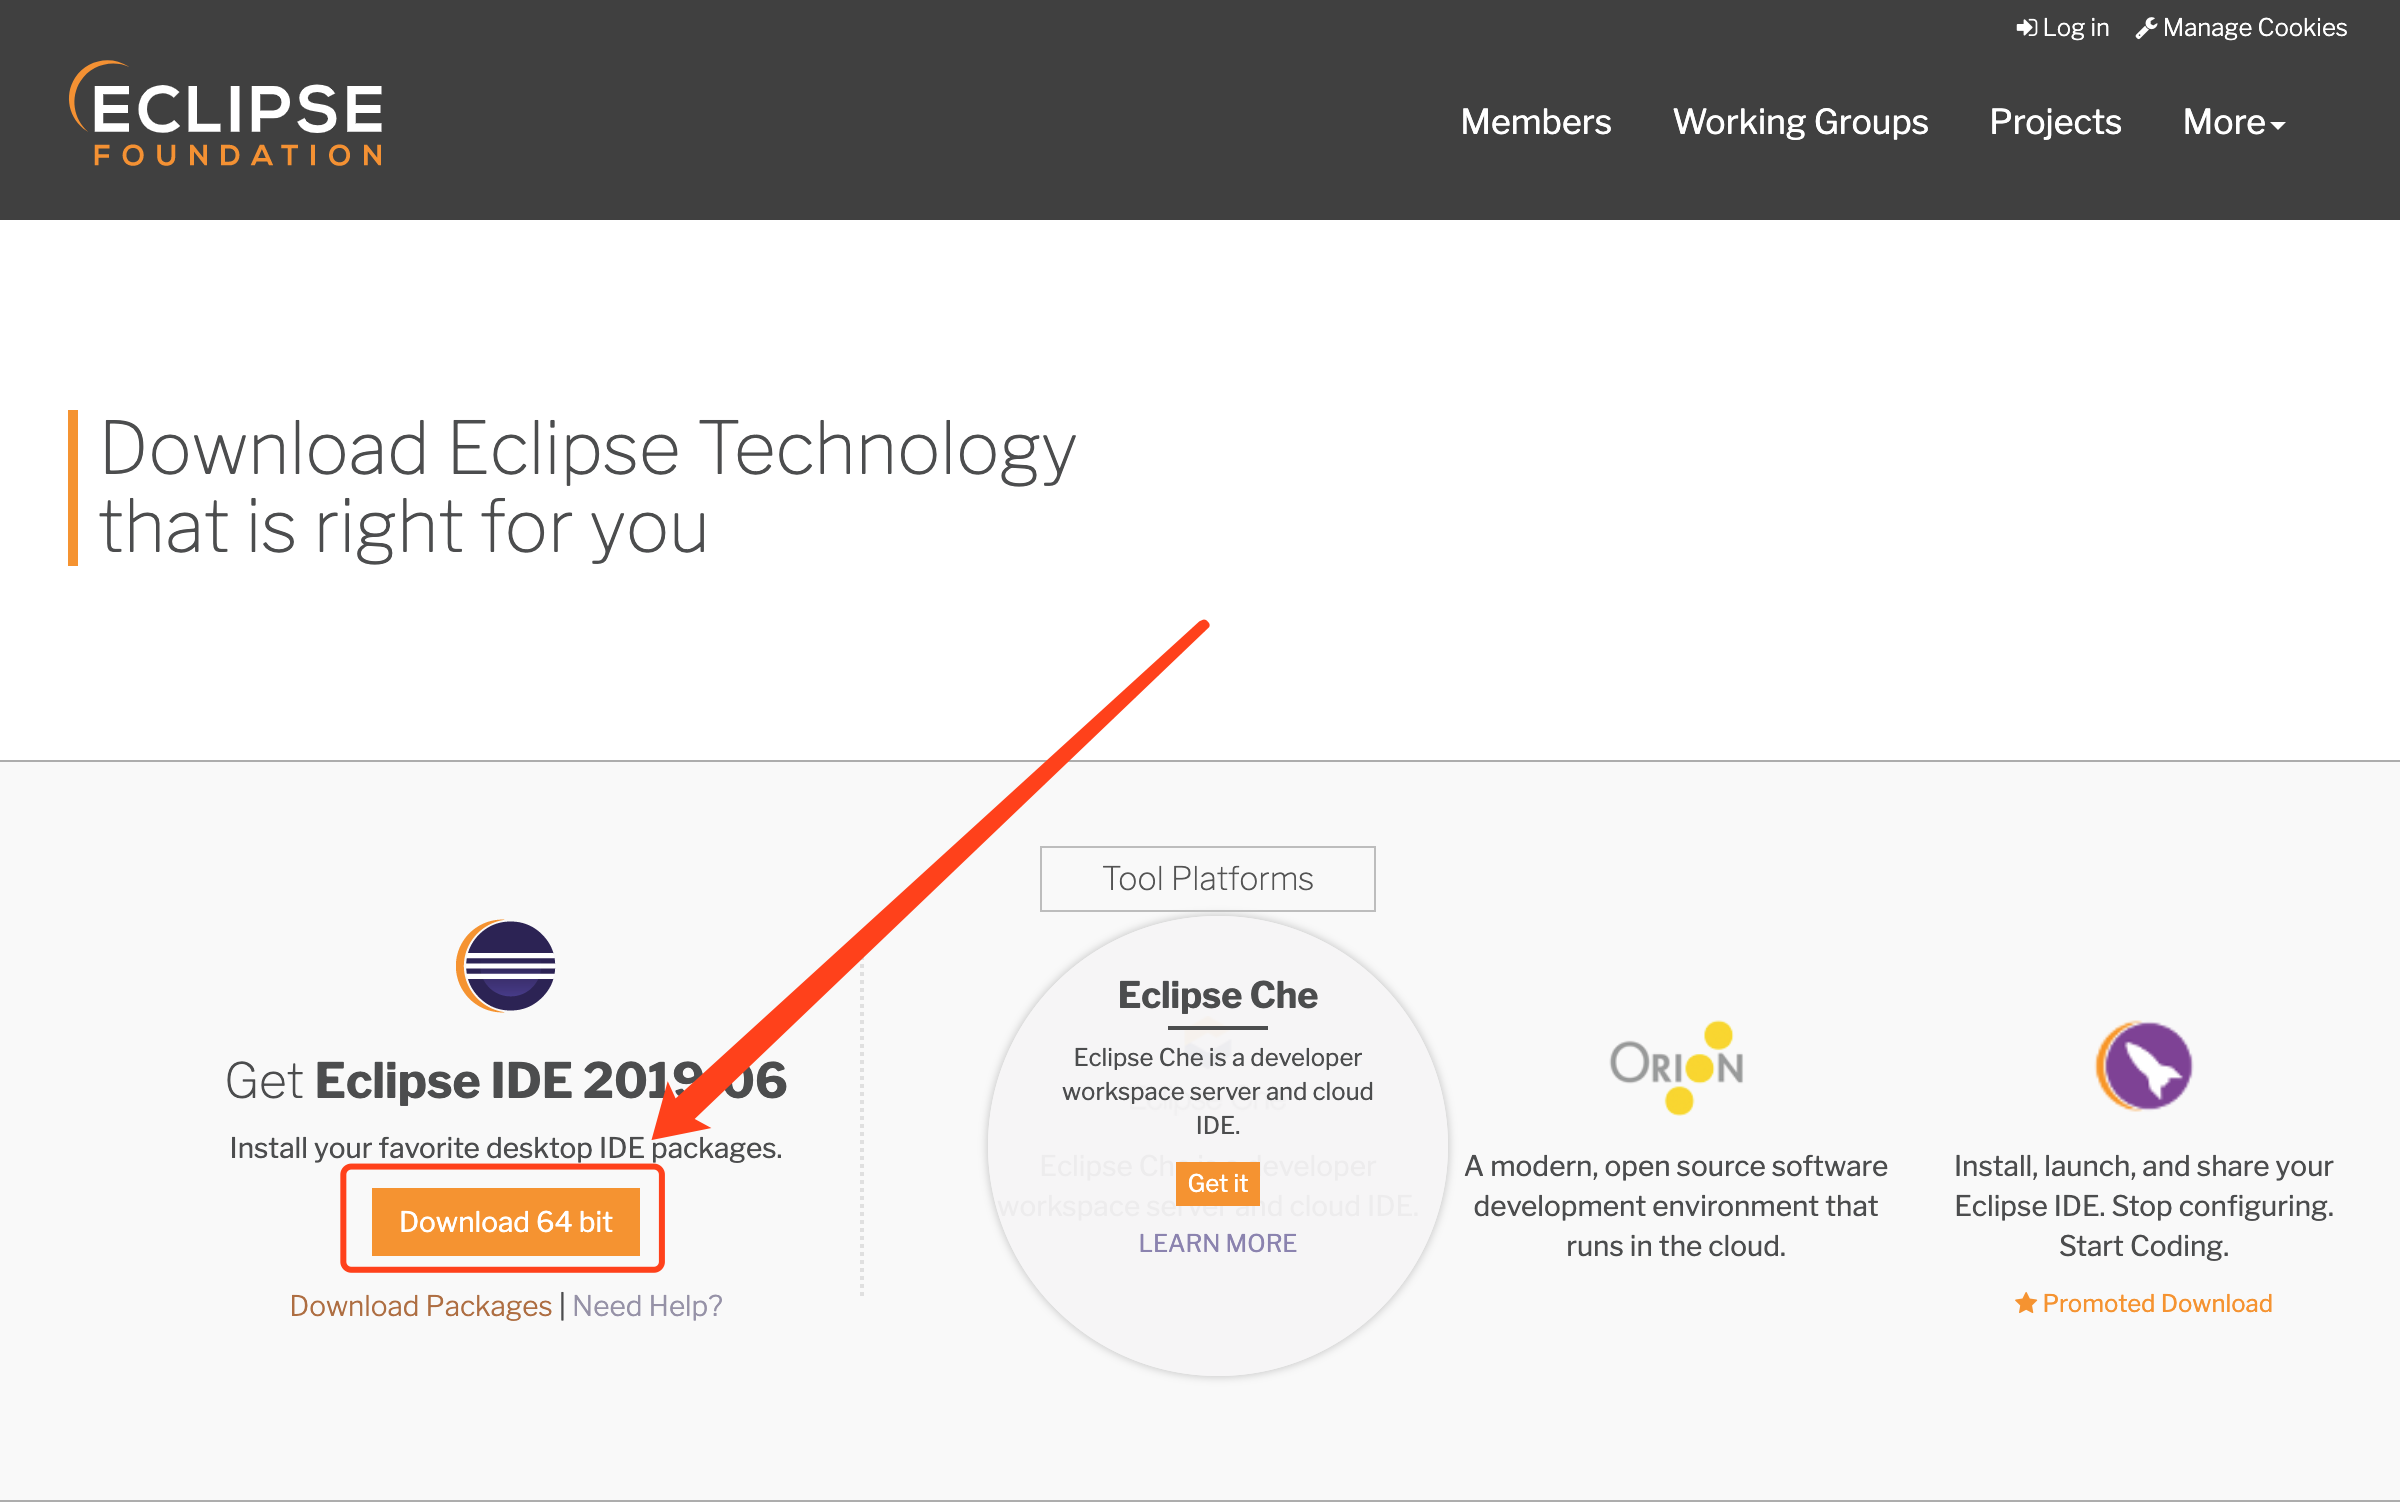 Log in Manage Cookies
ECLIPSE
FOUNDATION
Members Working Groups Projects More
Download Eclipse Technology
that is right for you
Tool Platforms
Get Eclipse IDE 2019-06
Install your favorite desktop IDE packages.
Download 64 bit
Download Packages | Need Help?
Eclipse Che
Eclipse Che is a developer
workspace server and cloud
IDE.
Get it
LEARN MORE
ORION
A modern, open source software
development environment that
runs in the cloud.
Install, launch, and share your
Eclipse IDE. Stop configuring.
Start Coding.
Promoted Download